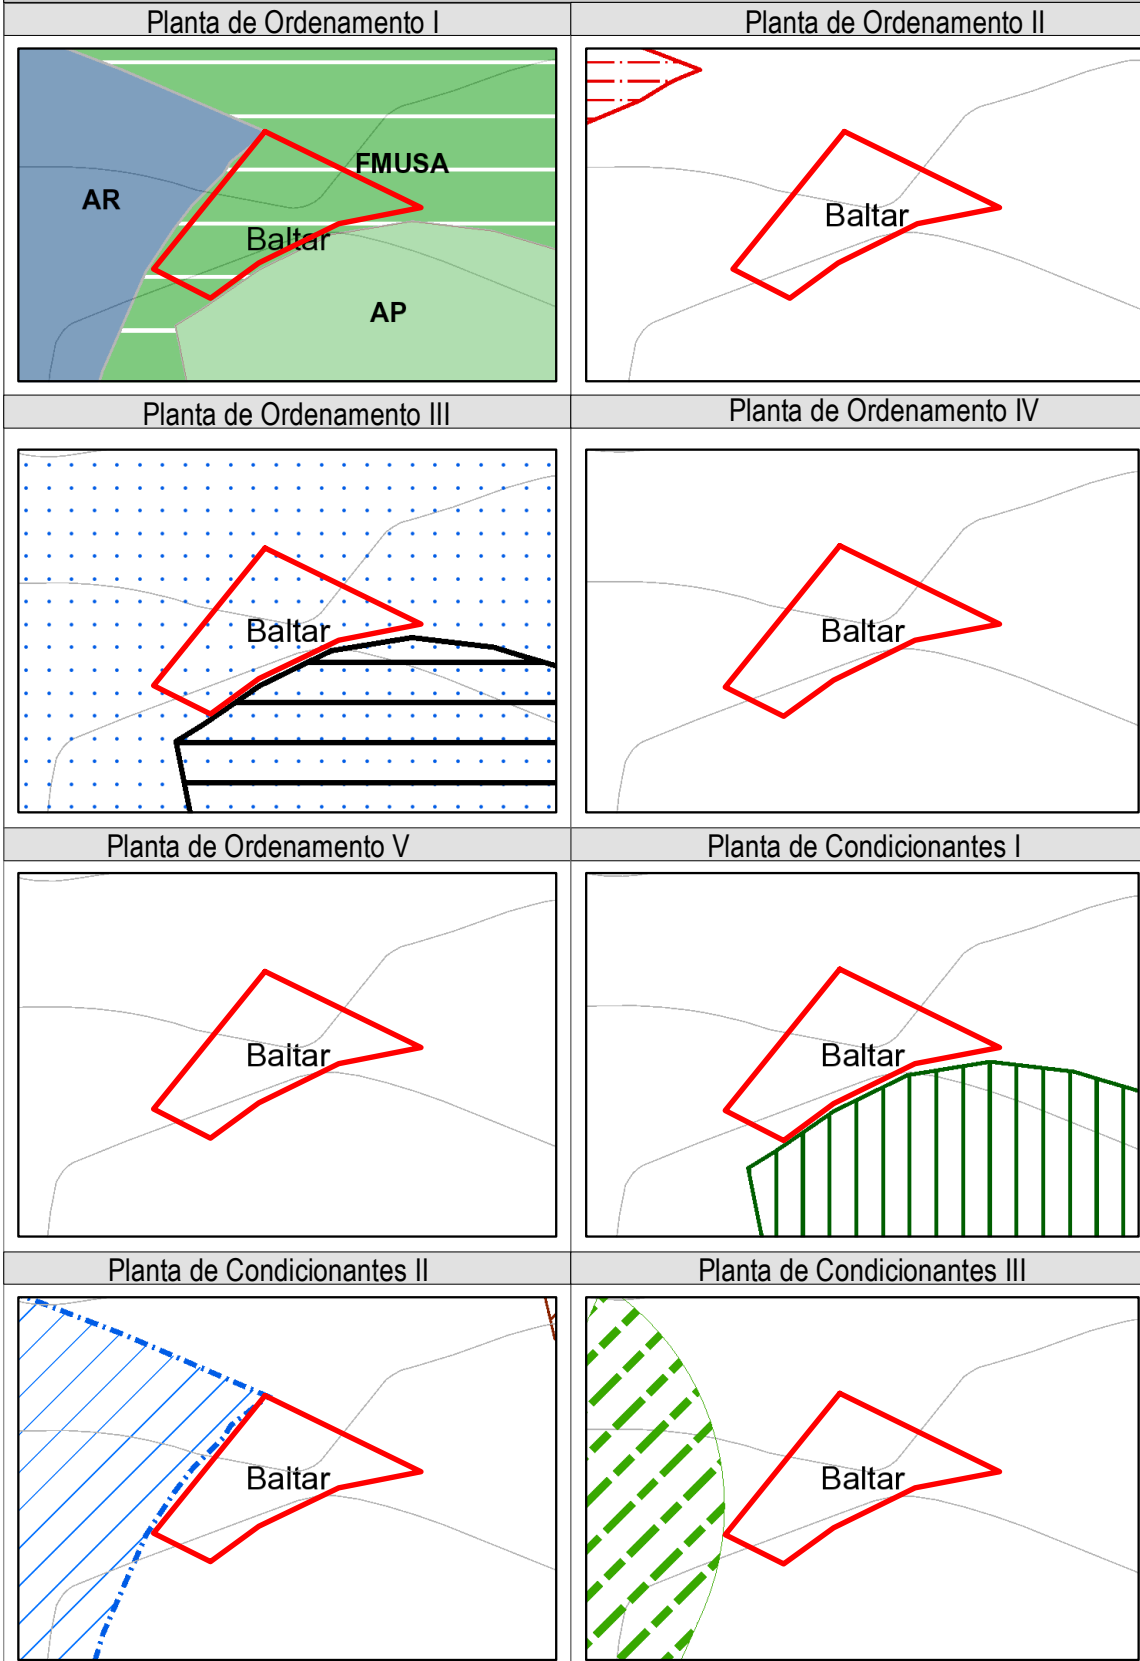 Planta de Ordenamento I
Planta de Ordenamento II
FMUSA
AR
Baltar
AP
Baltar
Planta de Ordenamento III
Planta de Ordenamento IV
Baltar
Baltar
Planta de Ordenamento V
Planta de Condicionantes I
Baltar
Baltar
Planta de Condicionantes II
Planta de Condicionantes III
Baltar
Baltar